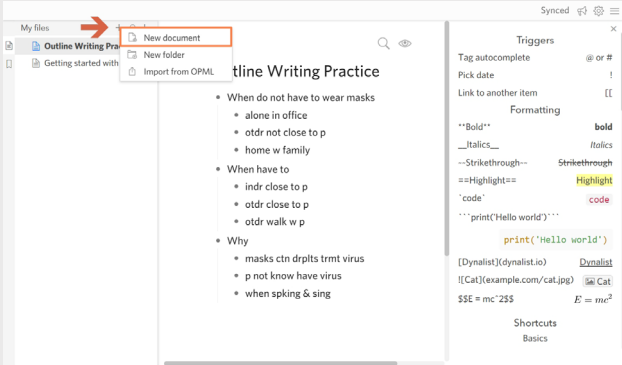 Synced
My files
Outline Writing Prac
Getting started with
New document
New folder
Import from OPML
utline Writing Practice
When do not have to wear masks
alone in office
otdr not close to p
home w family
When have to
indr close to p
otdr close to p
otdr walk w p
Why
masks ctn drplts trmt virus
p not know have virus
when spking & sing
Triggers
Tag autocomplete @ or #
Pick date !
Link to another item [[
Formatting
**Bold** bold
__Italics__ Italics
--Strikethrough-- Strikethrough
==Highlight== Highlight
`code` code
```print('Hello world')```
print('Hello world')
[Dynalist](dynalist.io) Dynalist
![Cat](example.com/cat.jpg) Cat
$$E = mc^2$$ E = mc²
Shortcuts
Basics